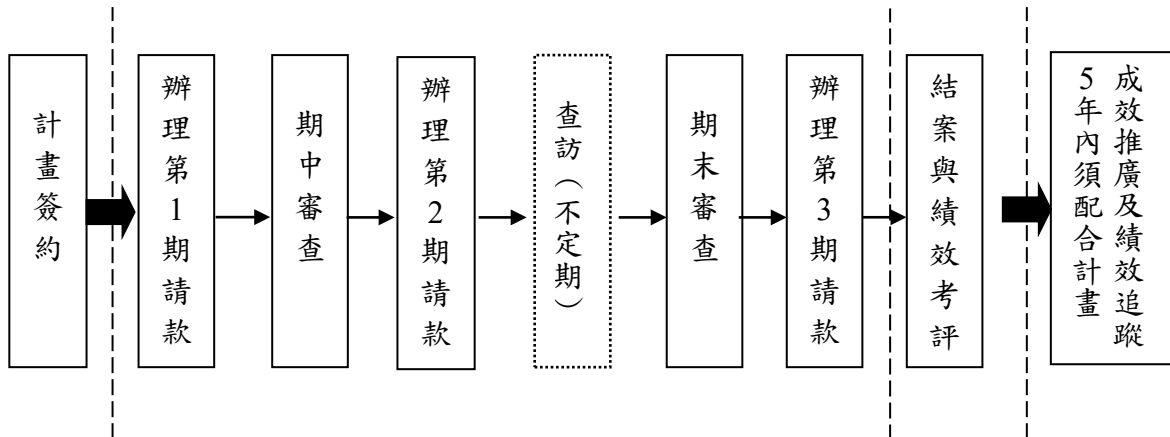 計畫簽約
辦理第1期請款
期中審查
辦理第2期請款
查訪（不定期）
期末審查
辦理第3期請款
結案與績效考評
5年內須配合計畫
成效推廣及績效追蹤